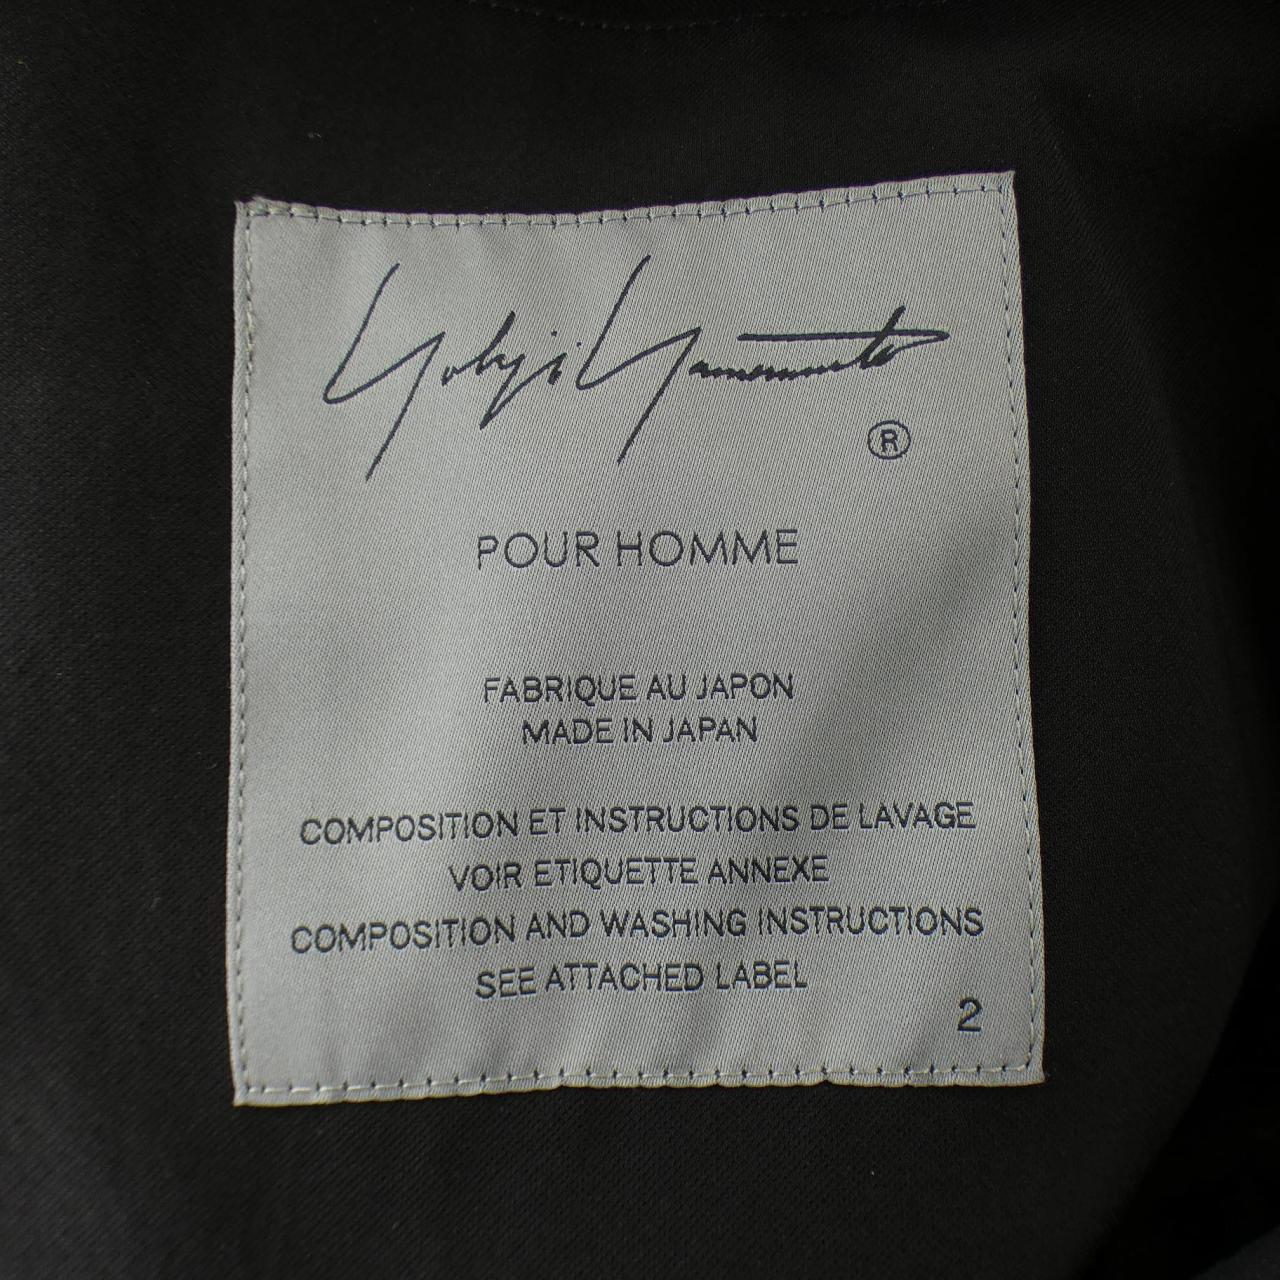 Yohji Yamamoto
®
POUR HOMME
FABRIQUE AU JAPON
MADE IN JAPAN
COMPOSITION ET INSTRUCTIONS DE LAVAGE
VOIR ETIQUETTE ANNEXE
COMPOSITION AND WASHING INSTRUCTIONS
SEE ATTACHED LABEL
2